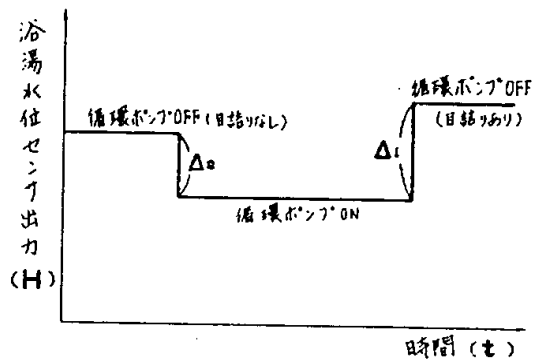 浴湯水位センサ出力(H)
循環ポンプOFF(目詰りなし)
循環ポンプOFF
(目詰りあり)
Δ8
Δi
循環ポンプON
時間(t)